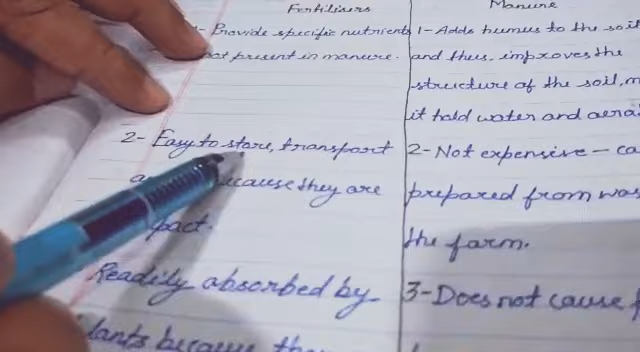 Fertilisers
1- Provide specific nutrients
not present in manure.
2- Easy to store, transport
because they are
Readily absorbed by
plants because
Manure
1- Adds humus to the soil
and thus, improves the
structure of the soil, m
it hold water and aera
2- Not expensive - ca
prepared from was
the farm.
3- Does not cause